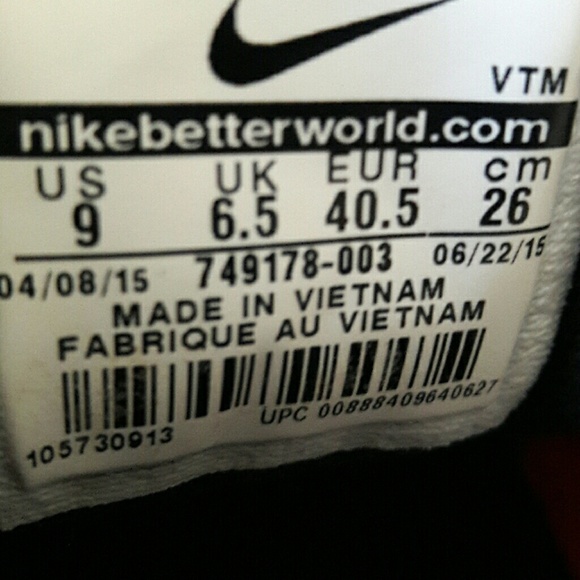 VTM
nikebetterworld.com
US UK EUR cm
9 6.5 40.5 26
04/08/15 749178-003 06/22/15
MADE IN VIETNAM
FABRIQUE AU VIETNAM
105730913 UPC 00888409640627